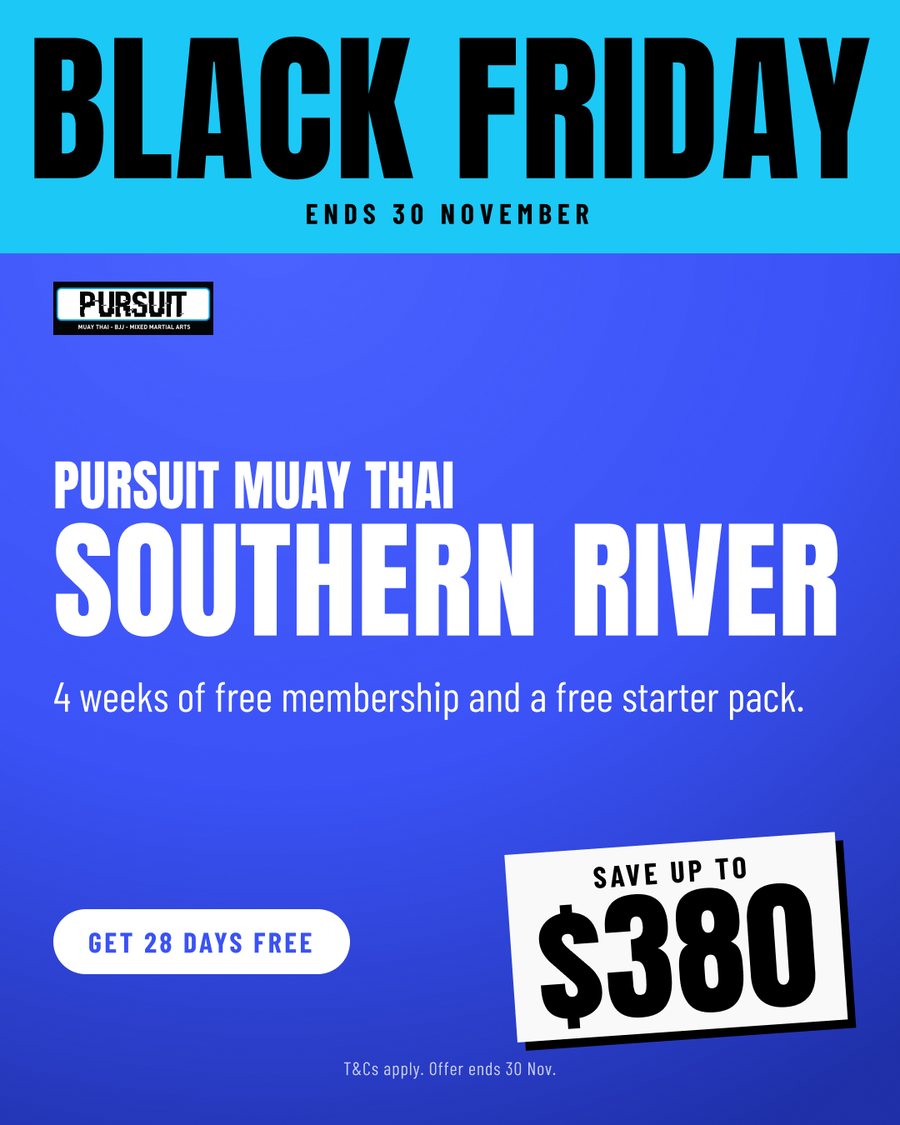 BLACK FRIDAY
ENDS 30 NOVEMBER
PURSUIT
MUAY THAI - BJJ - MIXED MARTIAL ARTS
PURSUIT MUAY THAI
SOUTHERN RIVER
4 weeks of free membership and a free starter pack.
SAVE UP TO
$380
GET 28 DAYS FREE
T&Cs apply. Offer ends 30 Nov.